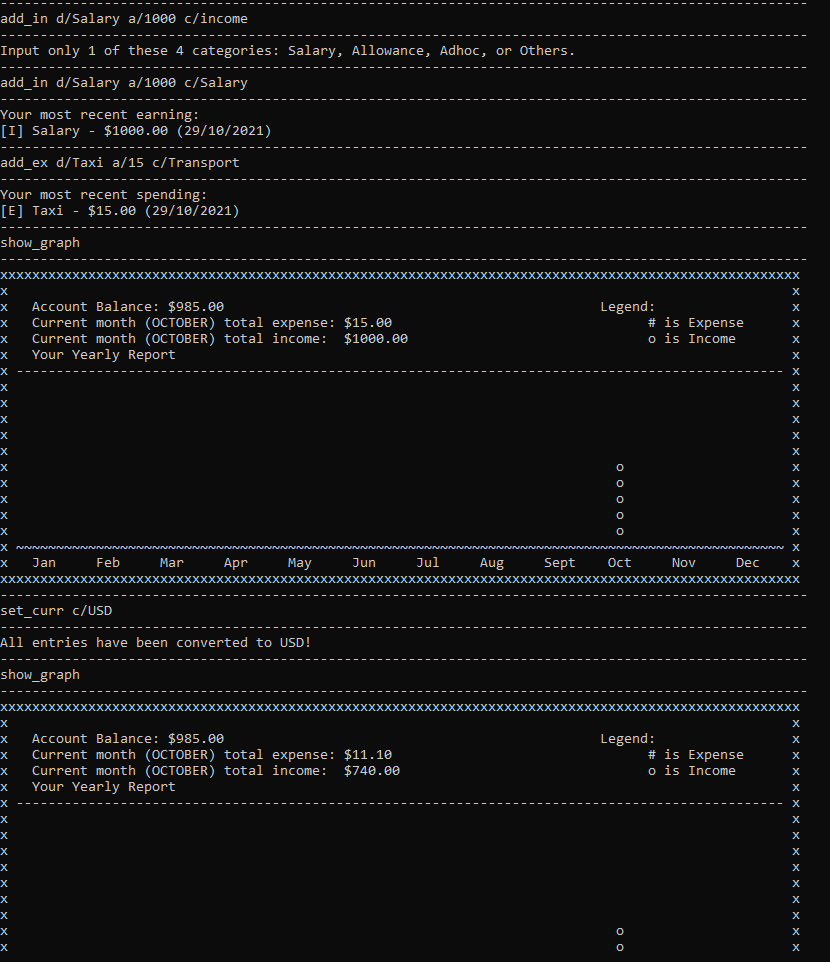 ----------------------------------------------------------------------------------------------------
add_in d/Salary a/1000 c/income
----------------------------------------------------------------------------------------------------
Input only 1 of these 4 categories: Salary, Allowance, Adhoc, or Others.
----------------------------------------------------------------------------------------------------
add_in d/Salary a/1000 c/Salary
----------------------------------------------------------------------------------------------------
Your most recent earning:
[I] Salary - $1000.00 (29/10/2021)
----------------------------------------------------------------------------------------------------
add_ex d/Taxi a/15 c/Transport
----------------------------------------------------------------------------------------------------
Your most recent spending:
[E] Taxi - $15.00 (29/10/2021)
----------------------------------------------------------------------------------------------------
show_graph
----------------------------------------------------------------------------------------------------
xxxxxxxxxxxxxxxxxxxxxxxxxxxxxxxxxxxxxxxxxxxxxxxxxxxxxxxxxxxxxxxxxxxxxxxxxxxxxxxxxxxxxxxxxxxxxxxxxxxx
x                                                                                                  x
x   Account Balance: $985.00                                               Legend:                 x
x   Current month (OCTOBER) total expense: $15.00                                # is Expense      x
x   Current month (OCTOBER) total income:  $1000.00                              o is Income       x
x   Your Yearly Report                                                                             x
x ------------------------------------------------------------------------------------------------ x
x                                                                                                  x
x                                                                                                  x
x                                                                                                  x
x                                                                                                  x
x                                                                                                  x
x                                                                            o                     x
x                                                                            o                     x
x                                                                            o                     x
x                                                                            o                     x
x                                                                            o                     x
x ~~~~~~~~~~~~~~~~~~~~~~~~~~~~~~~~~~~~~~~~~~~~~~~~~~~~~~~~~~~~~~~~~~~~~~~~~~~~~~~~~~~~~~~~~~~~~~~~ x
x   Jan     Feb     Mar     Apr     May     Jun     Jul     Aug     Sept    Oct     Nov     Dec    x
xxxxxxxxxxxxxxxxxxxxxxxxxxxxxxxxxxxxxxxxxxxxxxxxxxxxxxxxxxxxxxxxxxxxxxxxxxxxxxxxxxxxxxxxxxxxxxxxxxxx
----------------------------------------------------------------------------------------------------
set_curr c/USD
----------------------------------------------------------------------------------------------------
All entries have been converted to USD!
----------------------------------------------------------------------------------------------------
show_graph
----------------------------------------------------------------------------------------------------
xxxxxxxxxxxxxxxxxxxxxxxxxxxxxxxxxxxxxxxxxxxxxxxxxxxxxxxxxxxxxxxxxxxxxxxxxxxxxxxxxxxxxxxxxxxxxxxxxxxx
x                                                                                                  x
x   Account Balance: $985.00                                               Legend:                 x
x   Current month (OCTOBER) total expense: $11.10                                # is Expense      x
x   Current month (OCTOBER) total income:  $740.00                               o is Income       x
x   Your Yearly Report                                                                             x
x ------------------------------------------------------------------------------------------------ x
x                                                                                                  x
x                                                                                                  x
x                                                                                                  x
x                                                                                                  x
x                                                                                                  x
x                                                                                                  x
x                                                                                                  x
x                                                                            o                     x
x                                                                            o                     x